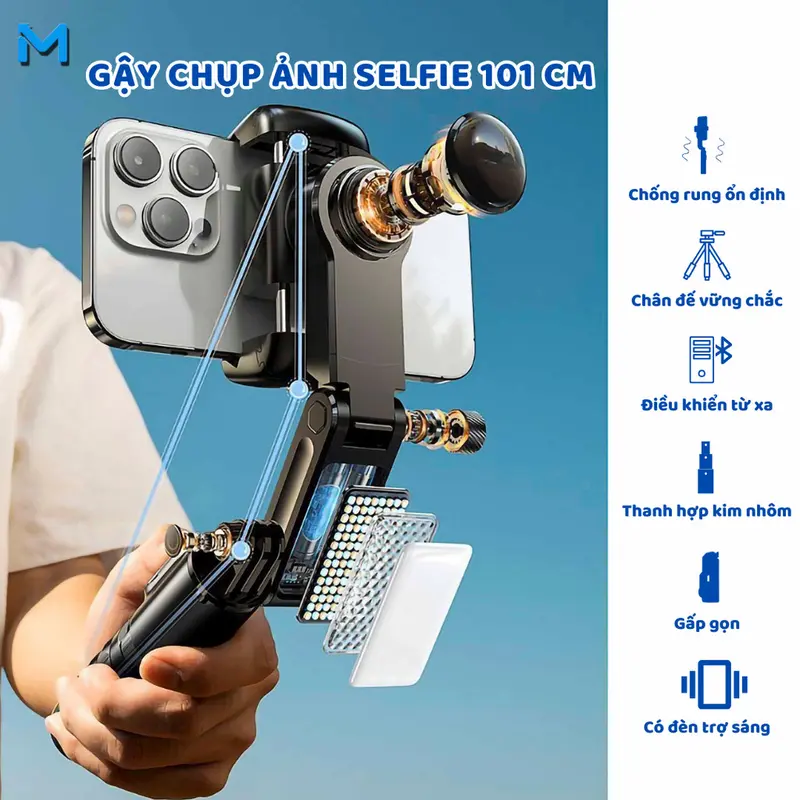 M
GẬY CHỤP ẢNH SELFIE 101 CM
Chống rung ổn định
Chân đế vững chắc
Điều khiển từ xa
Thanh hợp kim nhôm
Gấp gọn
Có đèn trợ sáng